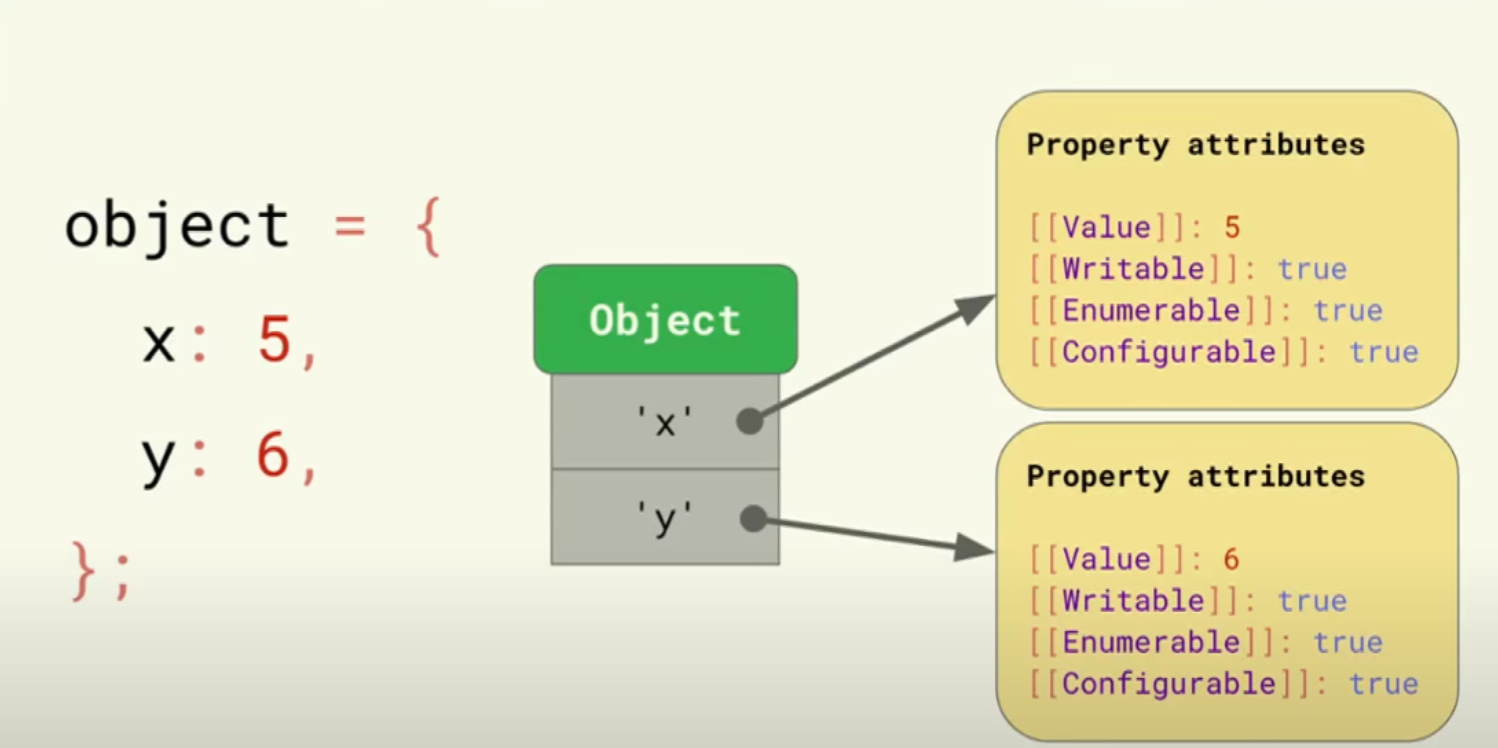 object = {
x: 5,
y: 6,
};
Object
'x'
'y'
Property attributes
[[Value]]: 5
[[Writable]]: true
[[Enumerable]]: true
[[Configurable]]: true
Property attributes
[[Value]]: 6
[[Writable]]: true
[[Enumerable]]: true
[[Configurable]]: true